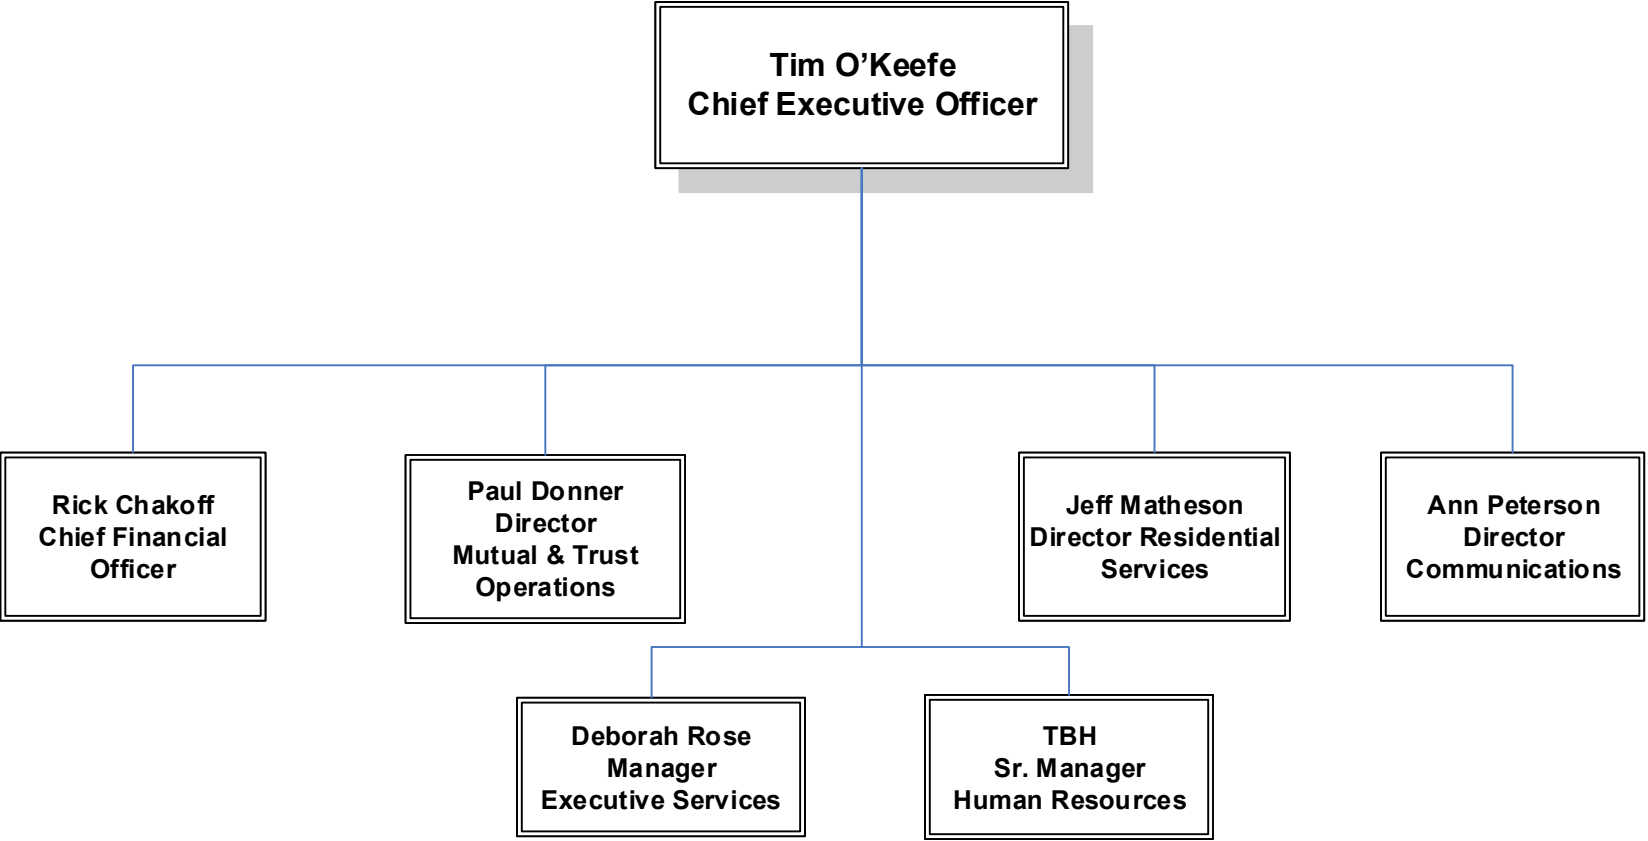 Tim O’Keefe
Chief Executive Officer
Rick Chakoff
Chief Financial
Officer
Paul Donner
Director
Mutual & Trust
Operations
Jeff Matheson
Director Residential
Services
Ann Peterson
Director
Communications
Deborah Rose
Manager
Executive Services
TBH
Sr. Manager
Human Resources